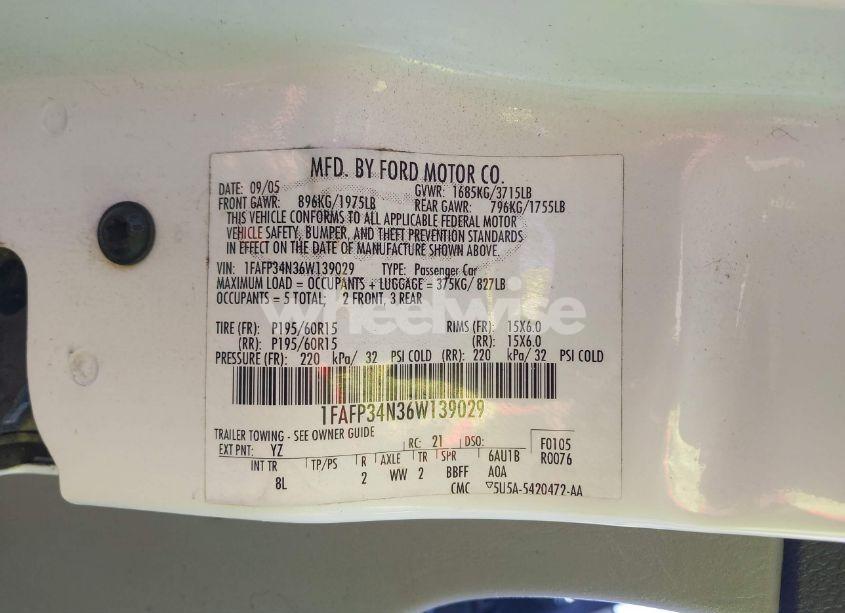 MFD. BY FORD MOTOR CO.
DATE: 09/05 GVWR: 1685KG/3715LB
FRONT GAWR: 896KG/1975LB REAR GAWR: 796KG/1755LB
THIS VEHICLE CONFORMS TO ALL APPLICABLE FEDERAL MOTOR
VEHICLE SAFETY, BUMPER, AND THEFT PREVENTION STANDARDS
IN EFFECT ON THE DATE OF MANUFACTURE SHOWN ABOVE.
VIN: 1FAFP34N36W139029 TYPE: Passenger Car
MAXIMUM LOAD = OCCUPANTS + LUGGAGE = 375KG/ 827LB
OCCUPANTS = 5 TOTAL, 2 FRONT, 3 REAR
wheelwise
TIRE (FR): P195/60R15 RIMS (FR): 15X6.0
(RR): P195/60R15 (RR): 15X6.0
PRESSURE (FR): 220 kPa/ 32 PSI COLD (RR): 220 kPa/ 32 PSI COLD
1FAFP34N36W139029
TRAILER TOWING - SEE OWNER GUIDE
EXT PNT: YZ RC: 21 DSO: F0105
INT TR TP/PS R AXLE TR SPR 6AU1B R0076
8L 2 WW 2 BBFF A0A
CMC ▽5U5A-5420472-AA